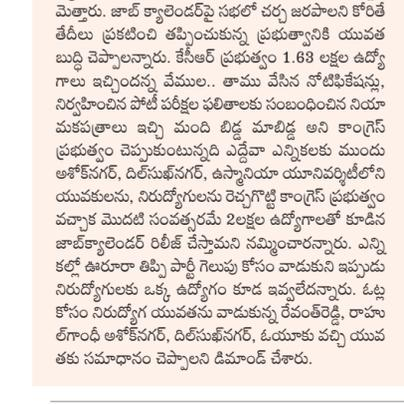 మెత్తారు. జాబ్ క్యాలెండర్‌పై సభలో చర్చ జరపాలని కోరితే
తేదీలు ప్రకటించి తప్పించుకున్న ప్రభుత్వానికి యువత
బుద్ధి చెప్పాలన్నారు. కేసీఆర్ ప్రభుత్వం 1.63 లక్షల ఉద్యో
గాలు ఇచ్చిందన్న వేముల.. తాము వేసిన నోటిఫికేషన్లు,
నిర్వహించిన పోటీ పరీక్షల ఫలితాలకు సంబంధించిన నియా
మకపత్రాలు ఇచ్చి మంది బిడ్డ మాబిడ్డ అని కాంగ్రెస్
ప్రభుత్వం చెప్పుకుంటున్నది ఎద్దేవా ఎన్నికలకు ముందు
అశోక్‌నగర్, దిల్‌సుఖ్‌నగర్, ఉస్మానియా యూనివర్శిటీలోని
యువకులను, నిరుద్యోగులను రెచ్చగొట్టి కాంగ్రెస్ ప్రభుత్వం
వచ్చాక మొదటి సంవత్సరమే 2లక్షల ఉద్యోగాలతో కూడిన
జాబ్‌క్యాలెండర్ రిలీజ్ చేస్తామని నమ్మించారన్నారు. ఎన్ని
కల్లో ఊరూరా తిప్పి పార్టీ గెలుపు కోసం వాడుకుని ఇప్పుడు
నిరుద్యోగులకు ఒక్క ఉద్యోగం కూడ ఇవ్వలేదన్నారు. ఓట్ల
కోసం నిరుద్యోగ యువతను వాడుకున్న రేవంత్‌రెడ్డి, రాహు
ల్‌గాంధీ అశోక్‌నగర్, దిల్‌సుఖ్‌నగర్, ఓయూకు వచ్చి యువ
తకు సమాధానం చెప్పాలని డిమాండ్ చేశారు.